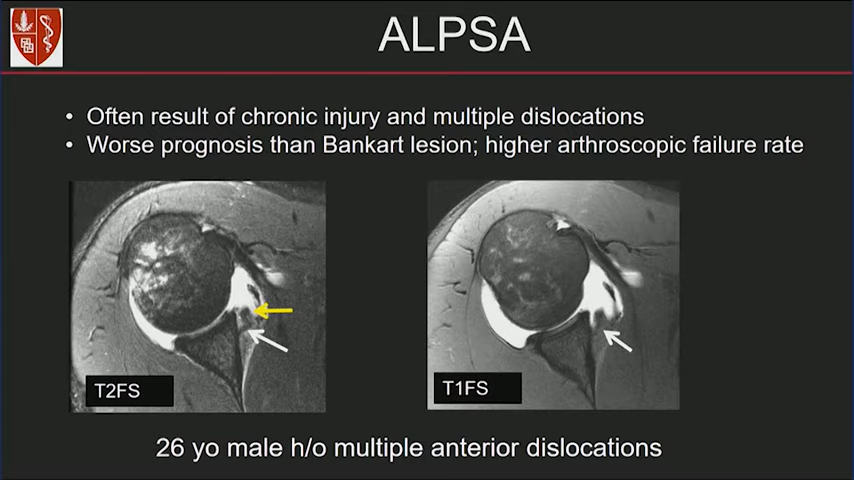 ALPSA
• Often result of chronic injury and multiple dislocations
• Worse prognosis than Bankart lesion; higher arthroscopic failure rate
T2FS
T1FS
26 yo male h/o multiple anterior dislocations